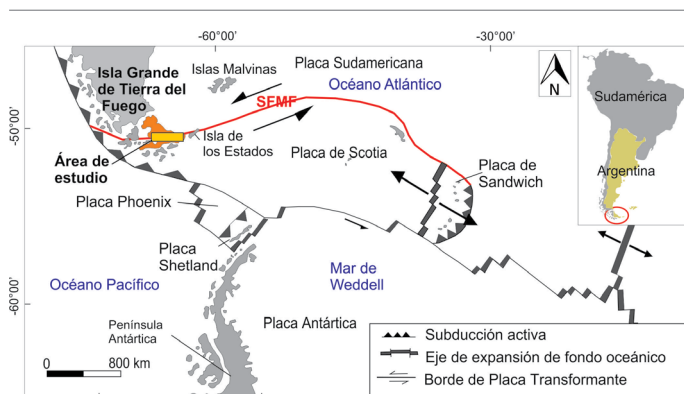 -60°00'
-30°00'
Islas Malvinas
Placa Sudamericana
Océano Atlántico
N
Sudamérica
Isla Grande
de Tierra del
Fuego
SFMF
-50°00'
Isla de
los Estados
Área de
estudio
Placa de Scotia
Placa de
Sandwich
Argentina
Placa Phoenix
Placa
Shetland
Océano Pacífico
Mar de
Weddell
-60°00'
Placa Antártica
Península
Antártica
0
800 km
Subducción activa
Eje de expansión de fondo oceánico
Borde de Placa Transformante